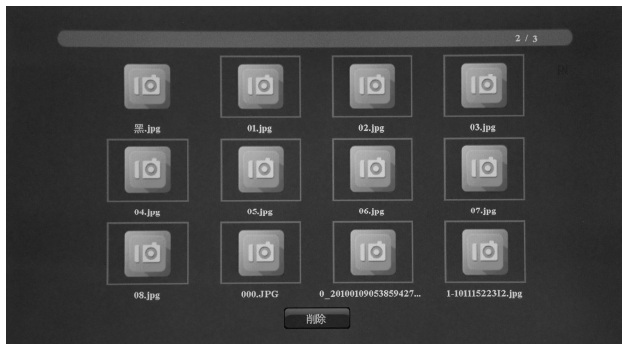 2 / 3
黑.jpg 01.jpg 02.jpg 03.jpg
04.jpg 05.jpg 06.jpg 07.jpg
08.jpg 000.JPG 0_20100109053859427... 1-10111522312.jpg
削除